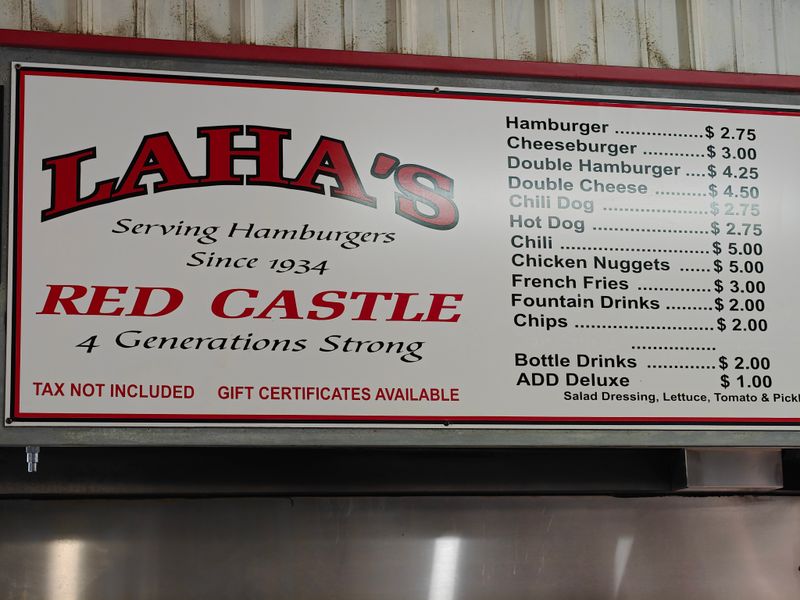 LAHA'S
Serving Hamburgers
Since 1934
RED CASTLE
4 Generations Strong
TAX NOT INCLUDED GIFT CERTIFICATES AVAILABLE
Hamburger .................$ 2.75
Cheeseburger ............$ 3.00
Double Hamburger ....$ 4.25
Double Cheese ..........$ 4.50
Chili Dog .....................$ 2.75
Hot Dog ......................$ 2.75
Chili .............................$ 5.00
Chicken Nuggets ......$ 5.00
French Fries ...............$ 3.00
Fountain Drinks .........$ 2.00
Chips ...........................$ 2.00
................
Bottle Drinks .............$ 2.00
ADD Deluxe $ 1.00
Salad Dressing, Lettuce, Tomato & Pickl